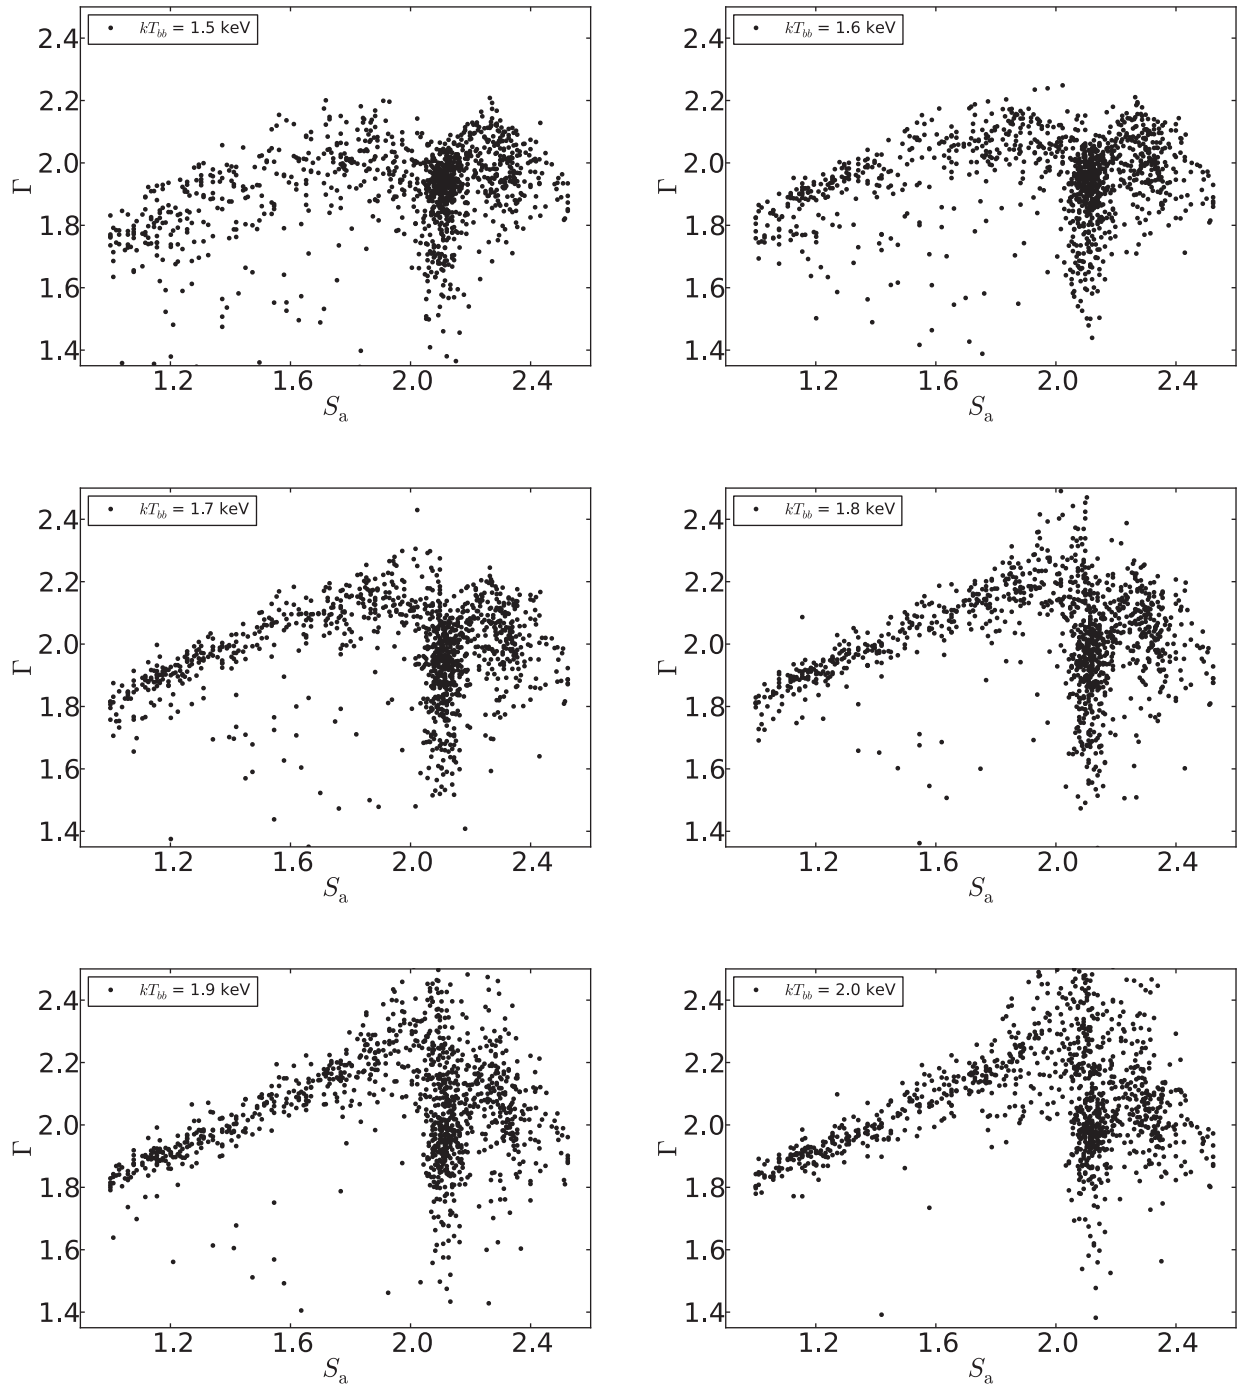 kT_bb = 1.5 keV
2.4
2.2
2.0
1.8
1.6
1.4
Γ
1.2 1.6 2.0 2.4
S_a
kT_bb = 1.6 keV
2.4
2.2
2.0
1.8
1.6
1.4
Γ
1.2 1.6 2.0 2.4
S_a
kT_bb = 1.7 keV
2.4
2.2
2.0
1.8
1.6
1.4
Γ
1.2 1.6 2.0 2.4
S_a
kT_bb = 1.8 keV
2.4
2.2
2.0
1.8
1.6
1.4
Γ
1.2 1.6 2.0 2.4
S_a
kT_bb = 1.9 keV
2.4
2.2
2.0
1.8
1.6
1.4
Γ
1.2 1.6 2.0 2.4
S_a
kT_bb = 2.0 keV
2.4
2.2
2.0
1.8
1.6
1.4
Γ
1.2 1.6 2.0 2.4
S_a